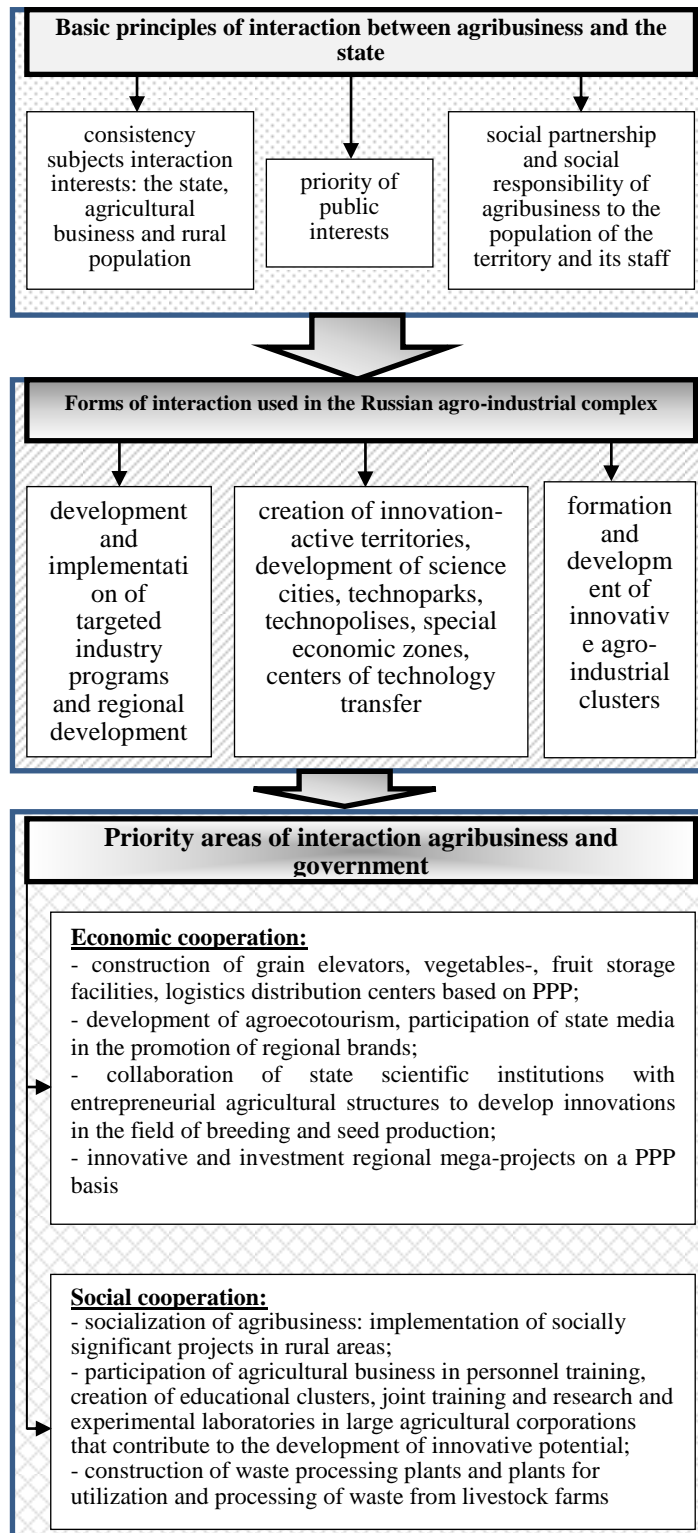 Basic principles of interaction between agribusiness and the
state
consistency
subjects interaction
interests: the state,
agricultural
business and rural
population
priority of
public
interests
social partnership
and social
responsibility of
agribusiness to the
population of the
territory and its staff
Forms of interaction used in the Russian agro-industrial complex
development
and
implementati
on of
targeted
industry
programs
and regional
development
creation of innovation-
active territories,
development of science
cities, technoparks,
technopolises, special
economic zones,
centers of technology
transfer
formation
and
developm
ent of
innovativ
e agro-
industrial
clusters
Priority areas of interaction agribusiness and
government
Economic cooperation:
- construction of grain elevators, vegetables-, fruit storage
facilities, logistics distribution centers based on PPP;
- development of agroecotourism, participation of state media
in the promotion of regional brands;
- collaboration of state scientific institutions with
entrepreneurial agricultural structures to develop innovations
in the field of breeding and seed production;
- innovative and investment regional mega-projects on a PPP
basis
Social cooperation:
- socialization of agribusiness: implementation of socially
significant projects in rural areas;
- participation of agricultural business in personnel training,
creation of educational clusters, joint training and research and
experimental laboratories in large agricultural corporations
that contribute to the development of innovative potential;
- construction of waste processing plants and plants for
utilization and processing of waste from livestock farms